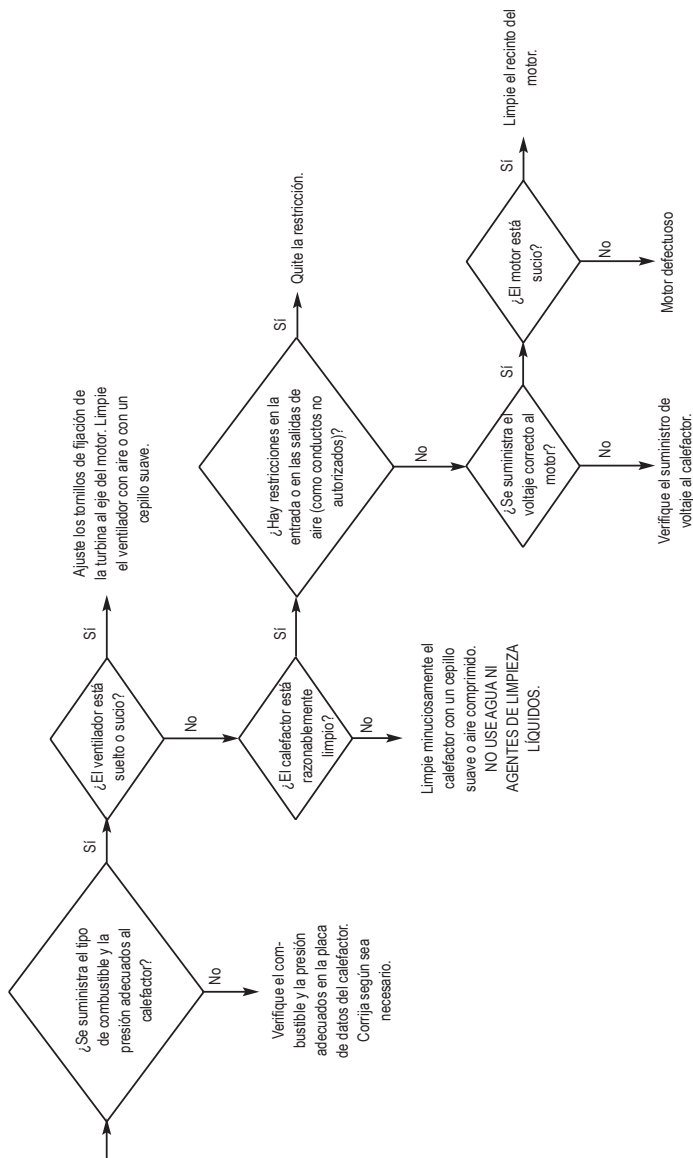 ¿Se suministra el tipo
de combustible y la
presión adecuados al
calefactor?
Sí
No
Verifique el com-
bustible y la presión
adecuados en la placa
de datos del calefactor.
Corrija según sea
necesario.
¿El ventilador está
suelto o sucio?
Sí
No
Ajuste los tornillos de fijación de
la turbina al eje del motor. Limpie
el ventilador con aire o con un
cepillo suave.
¿El calefactor está
razonablemente
limpio?
Sí
No
Limpie minuciosamente el
calefactor con un cepillo
suave o aire comprimido.
NO USE AGUA NI
AGENTES DE LIMPIEZA
LÍQUIDOS.
¿Hay restricciones en la
entrada o en las salidas de
aire (como conductos no
autorizados)?
Sí
No
Quite la restricción.
¿Se suministra el
voltaje correcto al
motor?
Sí
No
Verifique el suministro de
voltaje al calefactor.
¿El motor está
sucio?
Sí
No
Limpie el recinto del
motor.
Motor defectuoso